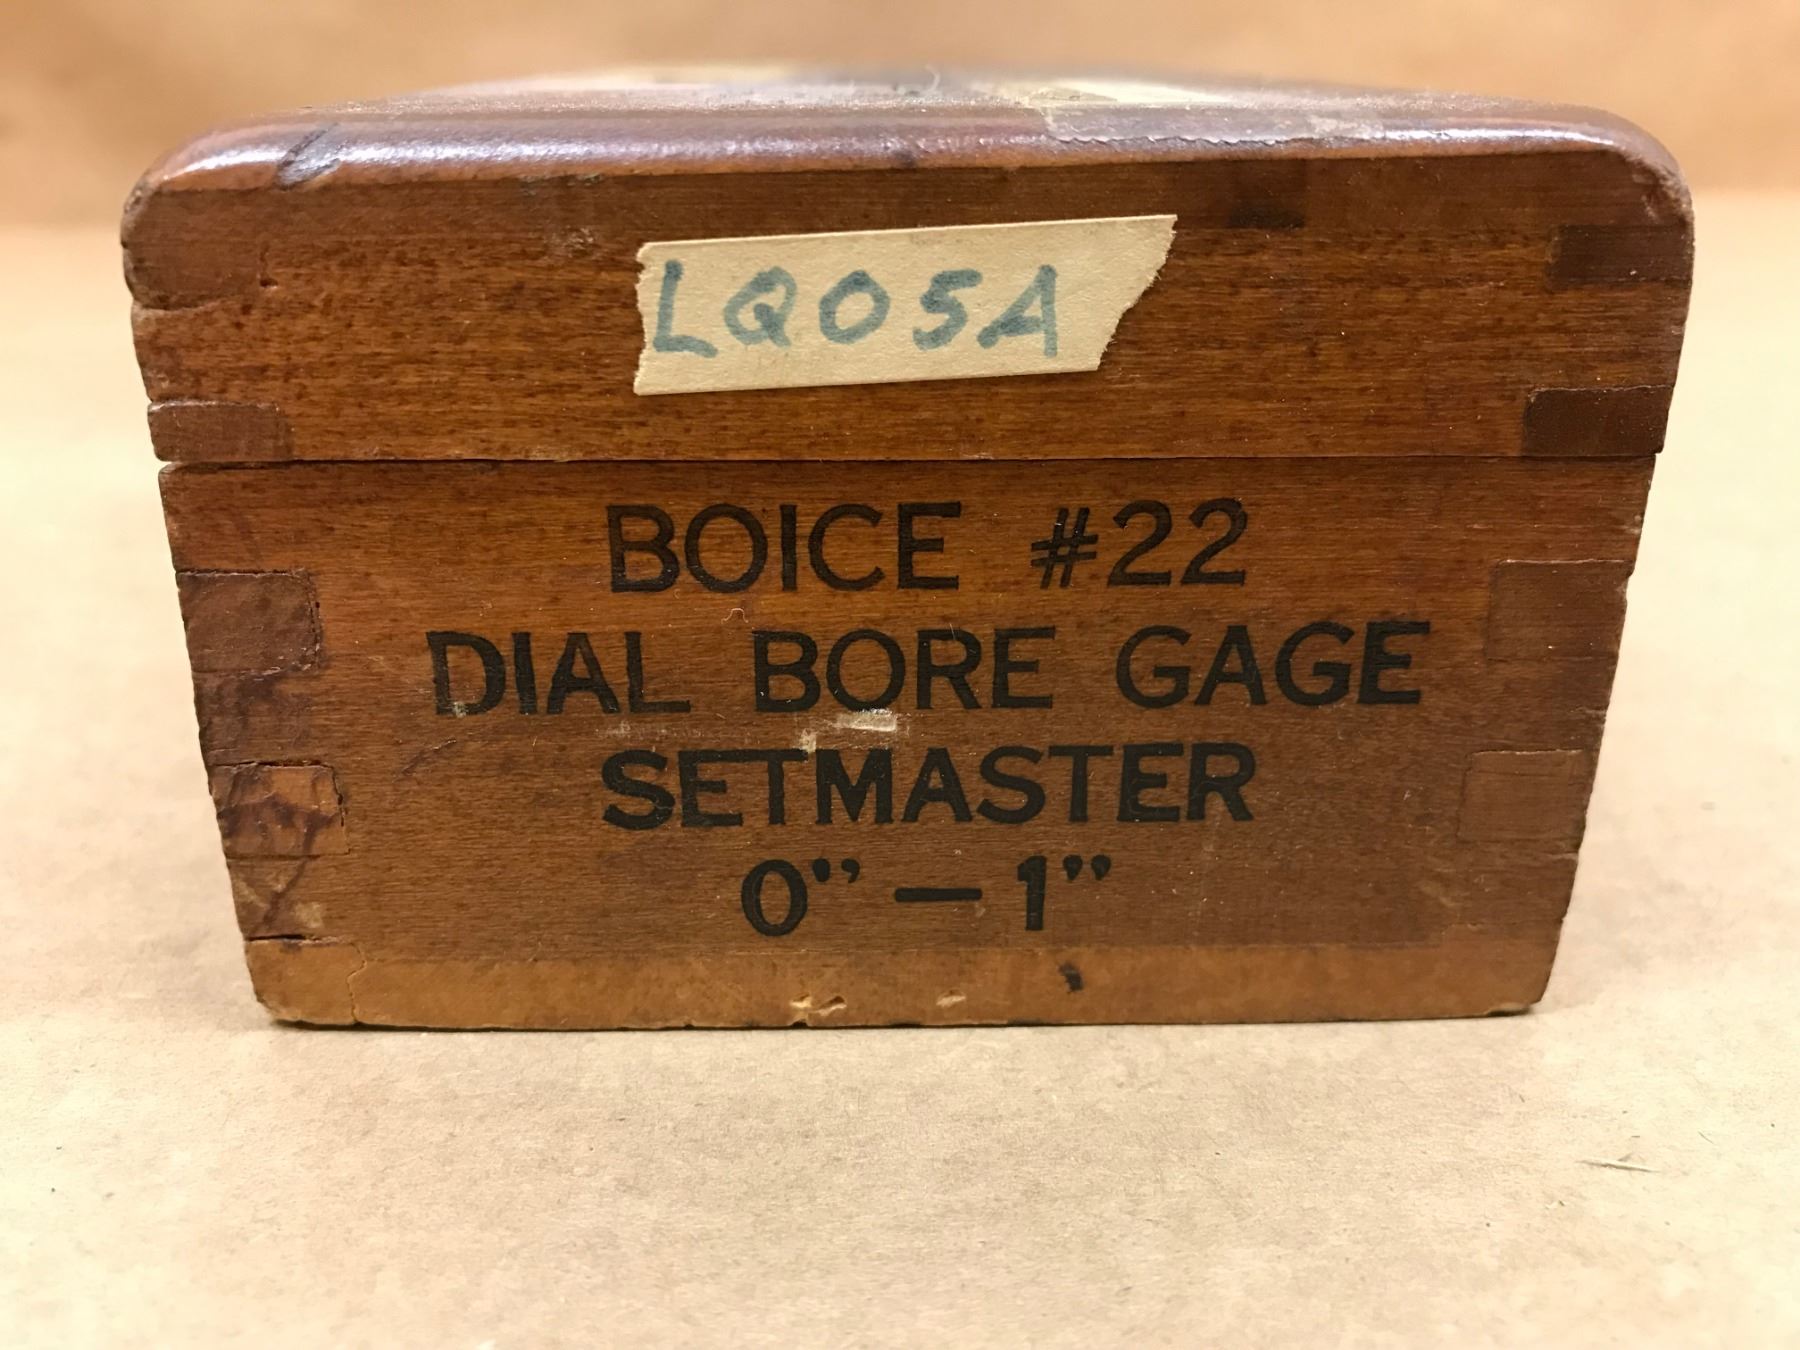 LQ05A
BOICE #22
DIAL BORE GAGE
SETMASTER
0" — 1"